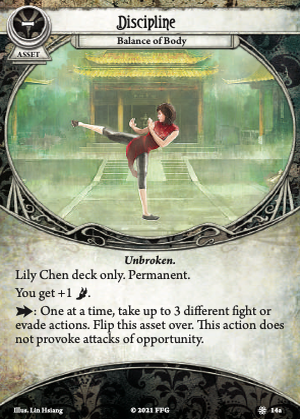 Discipline
Balance of Body
ASSET
Unbroken.
Lily Chen deck only. Permanent.
You get +1 .
: One at a time, take up to 3 different fight or
evade actions. Flip this asset over. This action does
not provoke attacks of opportunity.
Illus. Lin Hsiang
© 2021 FFG
14a